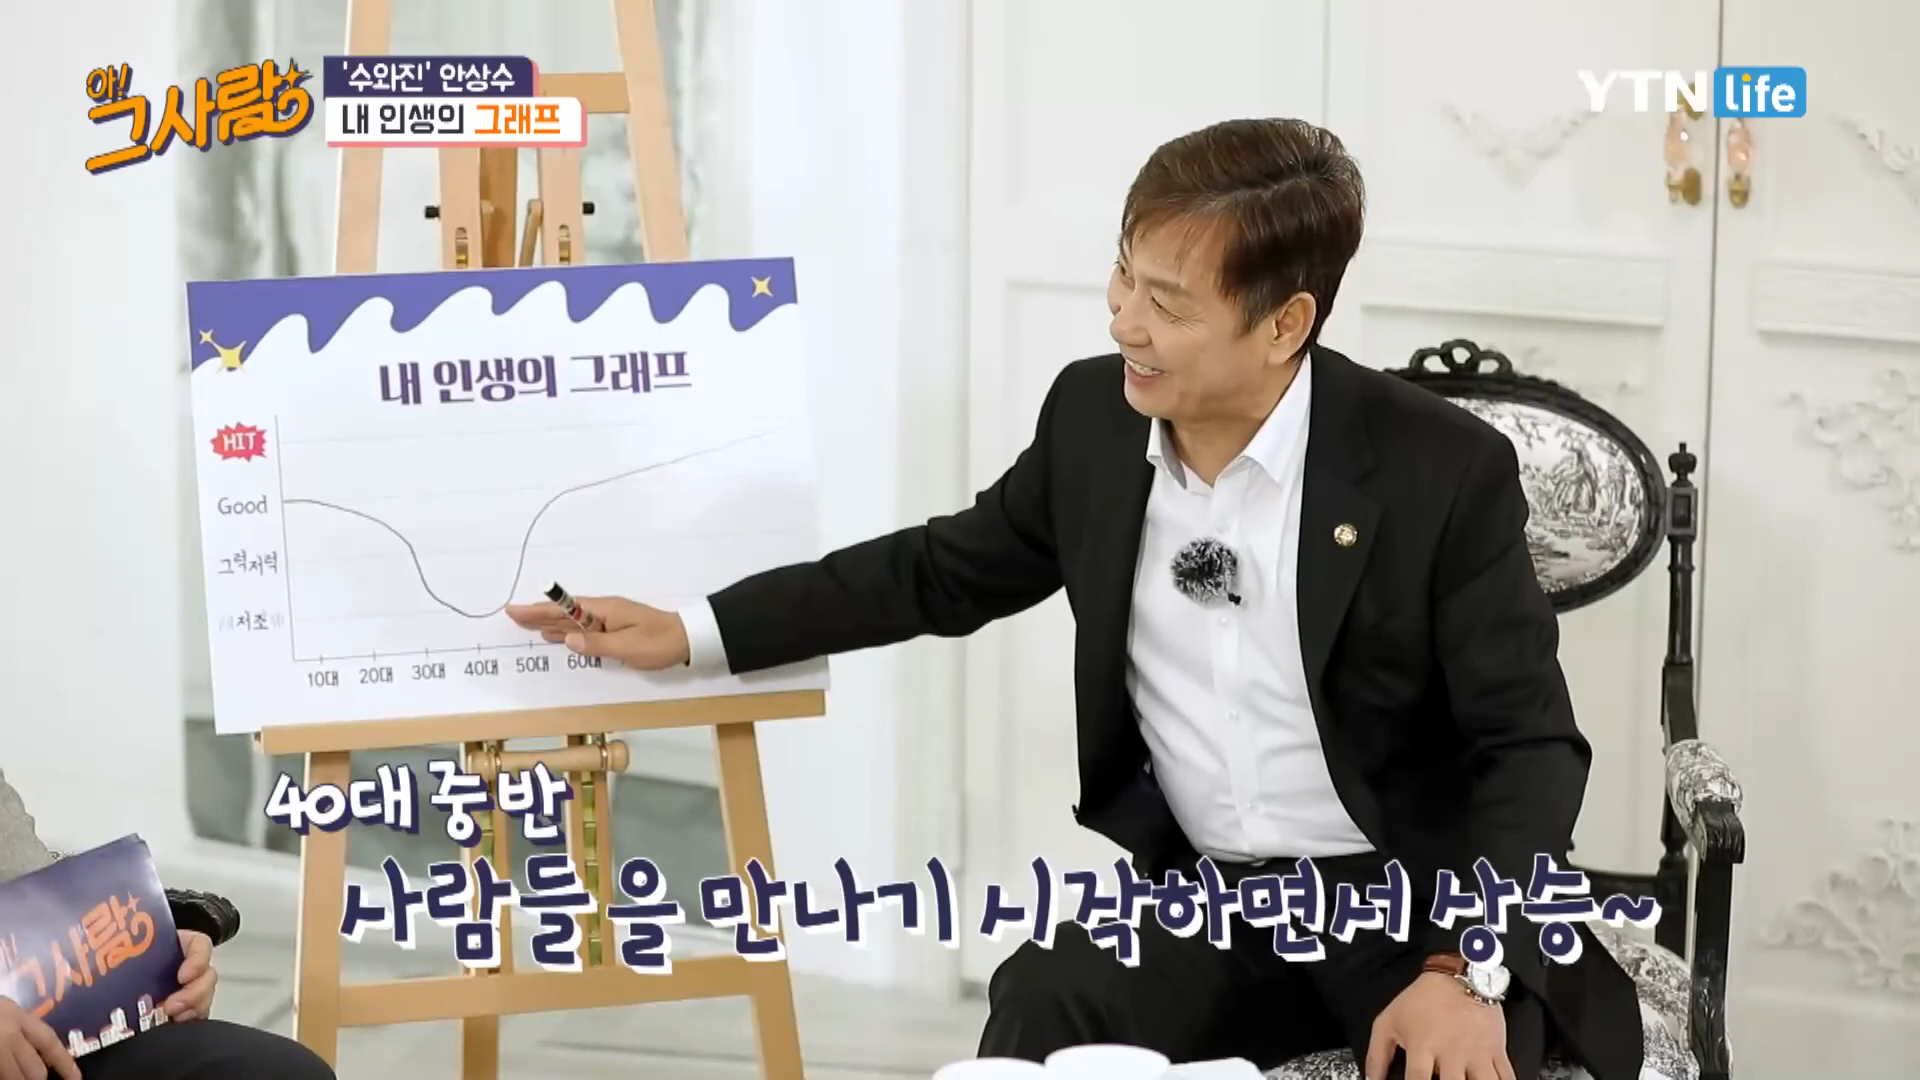 아! 그사람
'수와진' 안상수
내 인생의 그래프
YTN life
내 인생의 그래프
HIT
Good
그럭저럭
저조
10대 20대 30대 40대 50대 60대
40대 중반
사람들을 만나기 시작하면서 상승~
아!
그사람